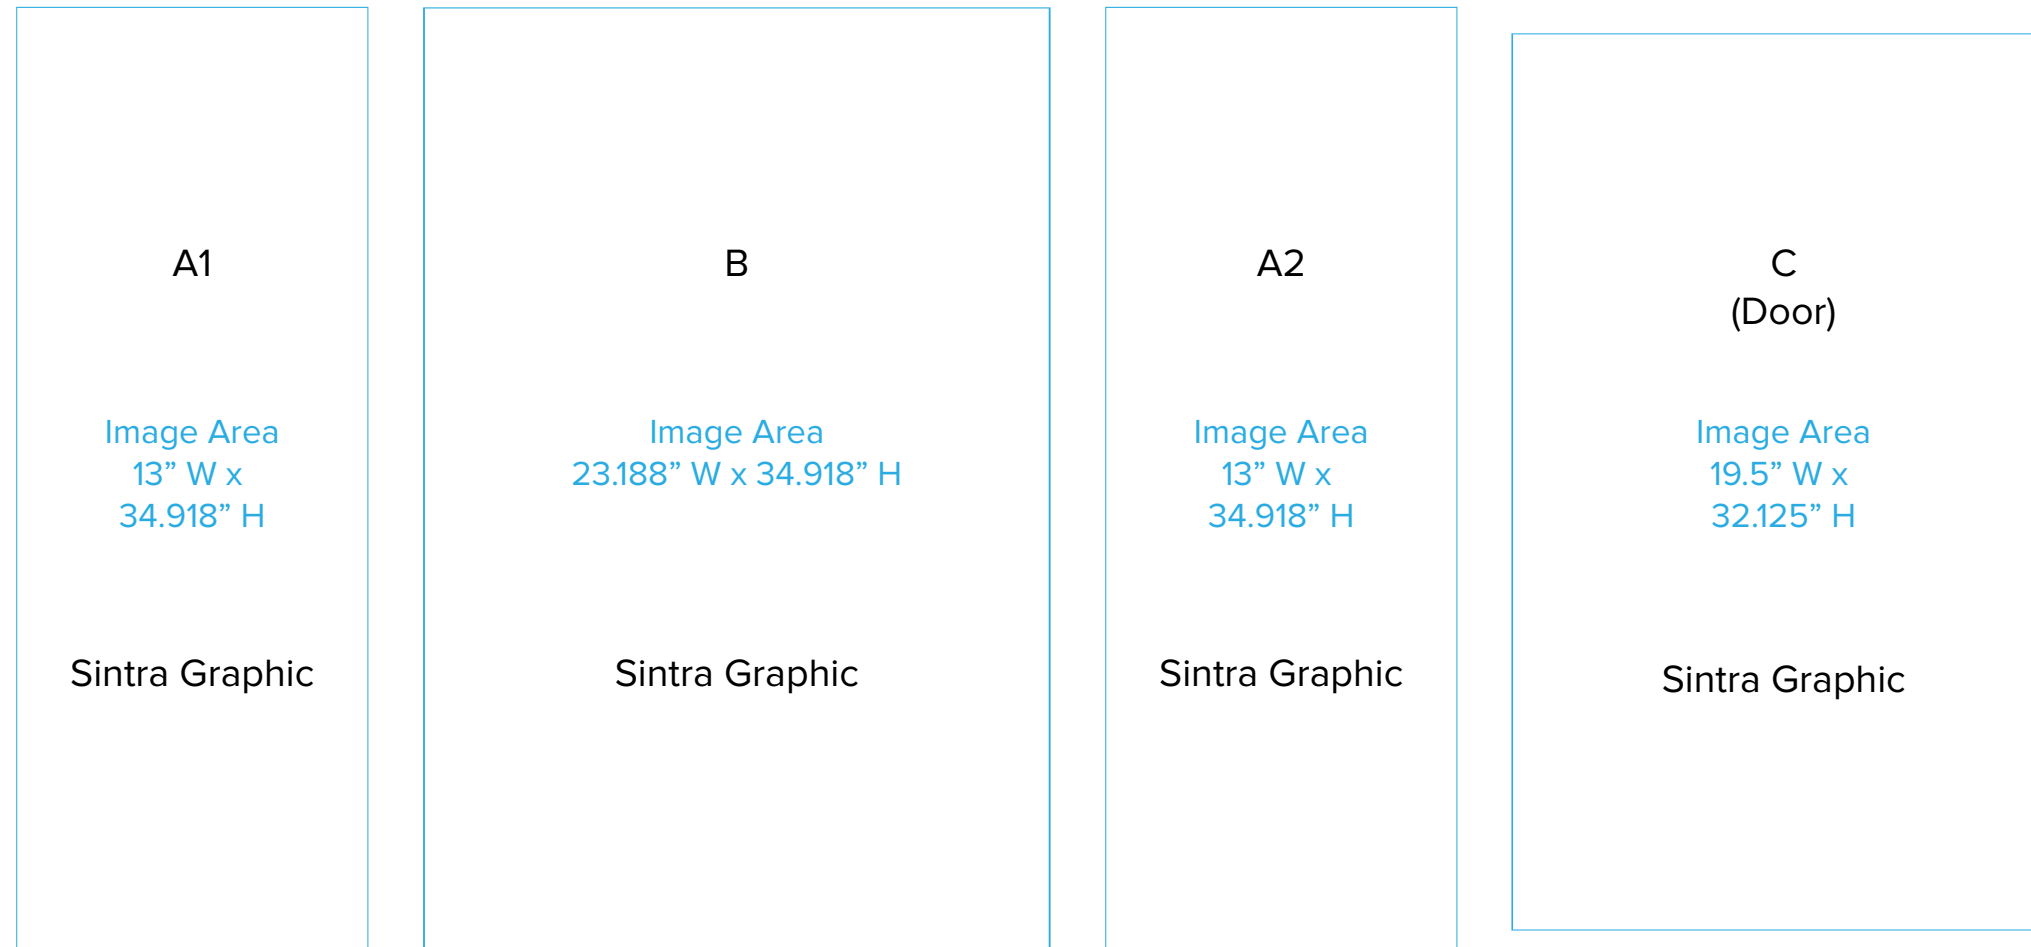 A1
Image Area
13” W x
34.918” H
Sintra Graphic
B
Image Area
23.188” W x 34.918” H
Sintra Graphic
A2
Image Area
13” W x
34.918” H
Sintra Graphic
C
(Door)
Image Area
19.5” W x
32.125” H
Sintra Graphic